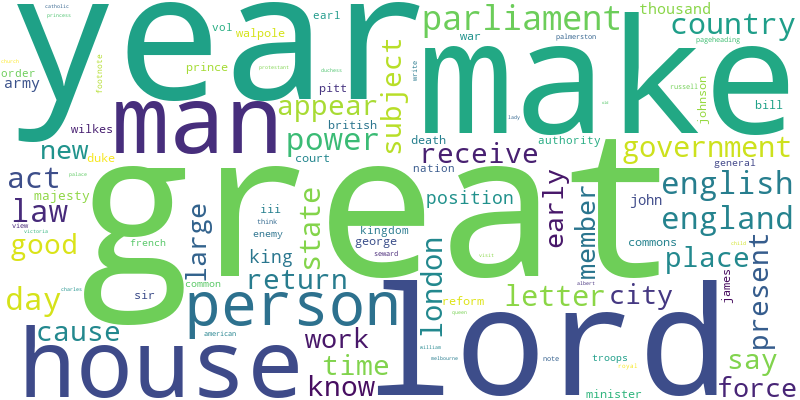 catholic
princess
year
make
earl
vol
walpole
parliament
thousand
country
war
palmerston
pageheading
prince
order
army
footnote
protestant
duchess
pitt
write
russell
johnson
bill
man
appear
subject
wilkes
british
power
lady
death
authority
new
duke
court
nation
receive
government
general
act
majesty
palace
great
state
early
member
english
law
iii
think
position
john
england
view
victoria
large
kingdom
george
enemy
king
french
seward
london
commons
place
present
good
day
sir
common
person
return
letter
city
albert
james
cause
house
american
work
time
know
lord
reform
queen
william
melbourne
note
troops
royal
say
force
minister
charles